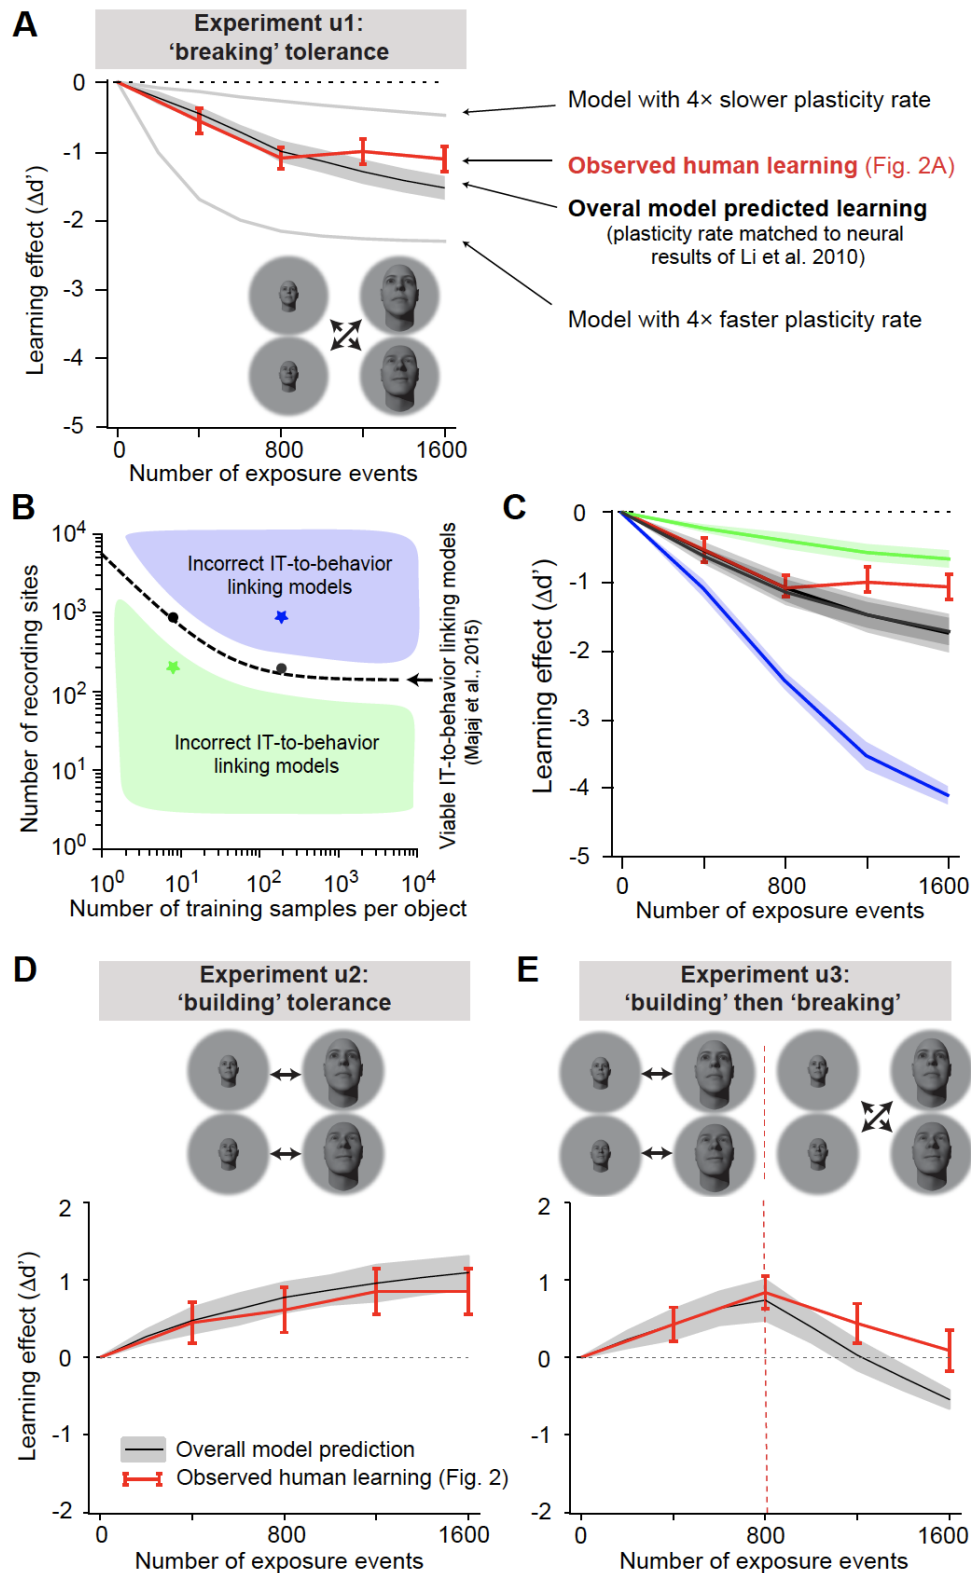 A
Experiment u1:
‘breaking’ tolerance
0
-1
-2
-3
-4
-5
Learning effect (Δd’)
0
800
1600
Number of exposure events
Model with 4× slower plasticity rate
Observed human learning (Fig. 2A)
Overal model predicted learning
(plasticity rate matched to neural
results of Li et al. 2010)
Model with 4× faster plasticity rate
B
10⁴
10³
10²
10¹
10⁰
Number of recording sites
Incorrect IT-to-behavior
linking models
Incorrect IT-to-behavior
linking models
10⁰
10¹
10²
10³
10⁴
Number of training samples per object
Viable IT-to-behavior linking models
(Majaj et al., 2015)
C
0
-1
-2
-3
-4
-5
Learning effect (Δd’)
0
800
1600
Number of exposure events
D
Experiment u2:
‘building’ tolerance
2
1
0
-1
-2
Learning effect (Δd’)
Overall model prediction
Observed human learning (Fig. 2)
0
800
1600
Number of exposure events
E
Experiment u3:
‘building’ then ‘breaking’
2
1
0
-1
-2
0
800
1600
Number of exposure events